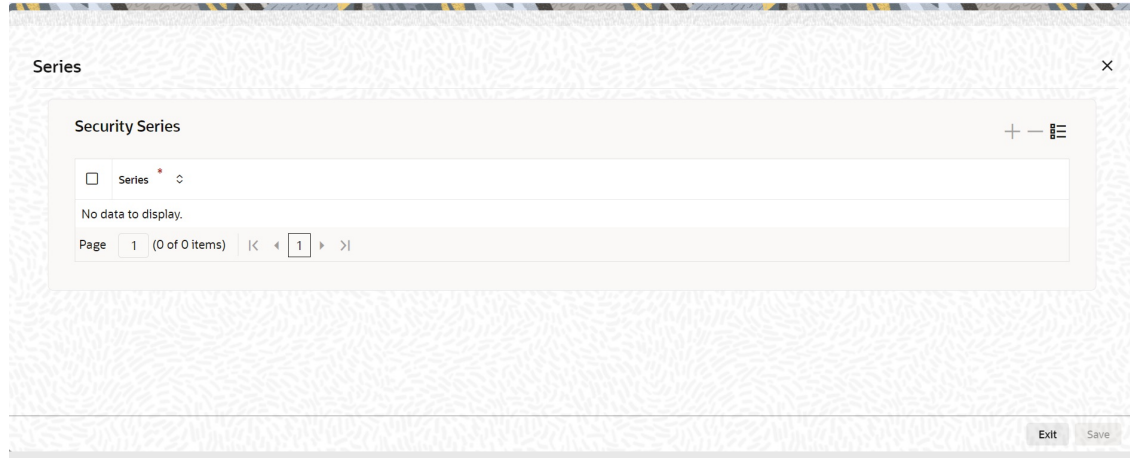 Series
Security Series
Series *
No data to display.
Page 1 (0 of 0 items) 1
Exit Save